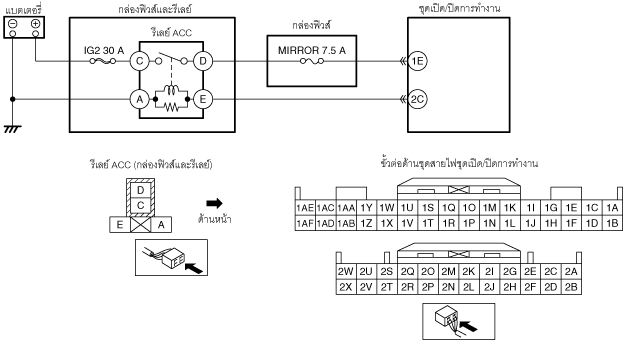 แบตเตอรี่
กล่องฟิวส์และรีเลย์
ชุดเปิด/ปิดการทำงาน
รีเลย์ ACC
กล่องฟิวส์
IG2 30 A
MIRROR 7.5 A
C
D
1E
A
E
2C
รีเลย์ ACC (กล่องฟิวส์และรีเลย์)
ขั้วต่อด้านชุดสายไฟชุดเปิด/ปิดการทำงาน
D
C
E A
ด้านหน้า
1AE 1AC 1AA 1Y 1W 1U 1S 1Q 1O 1M 1K 1I 1G 1E 1C 1A
1AF 1AD 1AB 1Z 1X 1V 1T 1R 1P 1N 1L 1J 1H 1F 1D 1B
2W 2U 2S 2Q 2O 2M 2K 2I 2G 2E 2C 2A
2X 2V 2T 2R 2P 2N 2L 2J 2H 2F 2D 2B